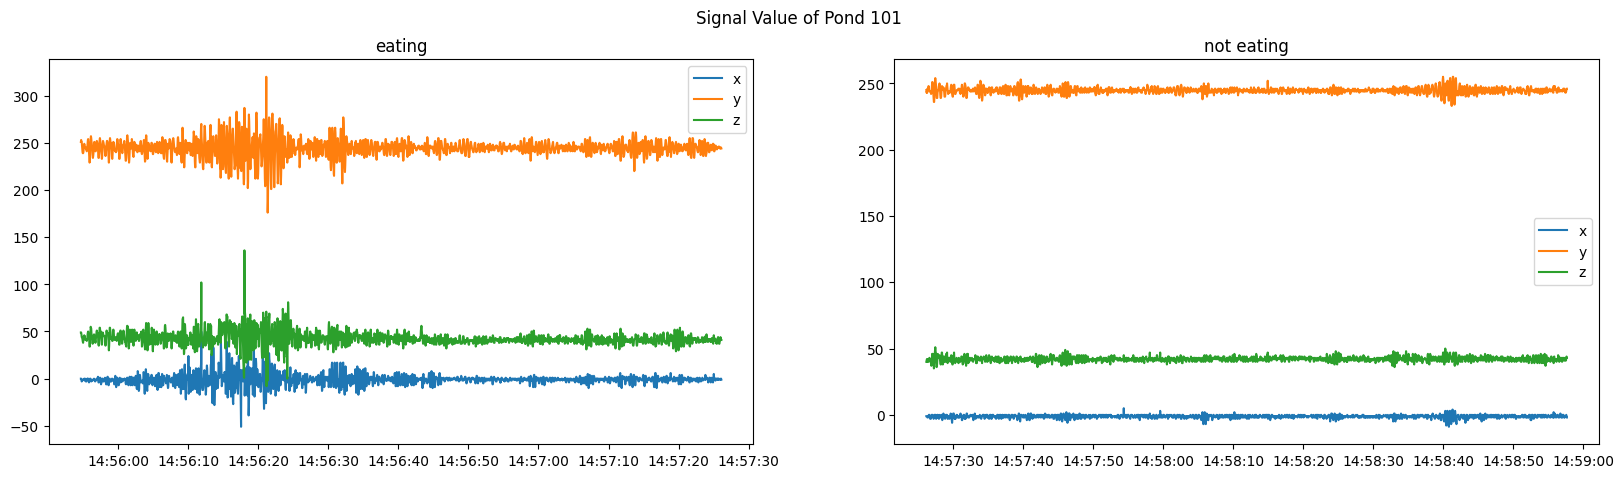 Signal Value of Pond 101
eating
300
250
200
150
100
50
0
−50
14:56:00 14:56:10 14:56:20 14:56:30 14:56:40 14:56:50 14:57:00 14:57:10 14:57:20 14:57:30
x
y
z
not eating
250
200
150
100
50
0
14:57:30 14:57:40 14:57:50 14:58:00 14:58:10 14:58:20 14:58:30 14:58:40 14:58:50 14:59:00
x
y
z